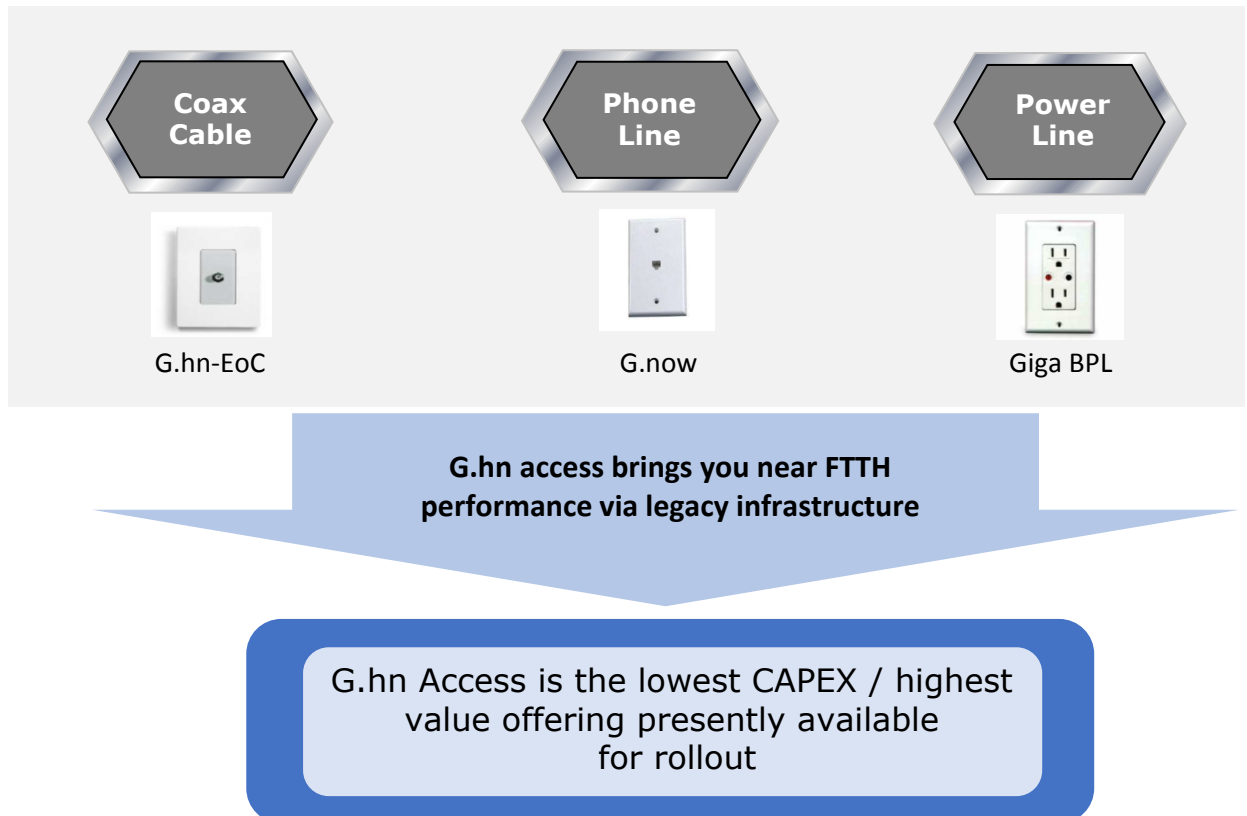 Coax
Cable
Phone
Line
Power
Line
G.hn-EoC
G.now
Giga BPL
G.hn access brings you near FTTH
performance via legacy infrastructure
G.hn Access is the lowest CAPEX / highest
value offering presently available
for rollout